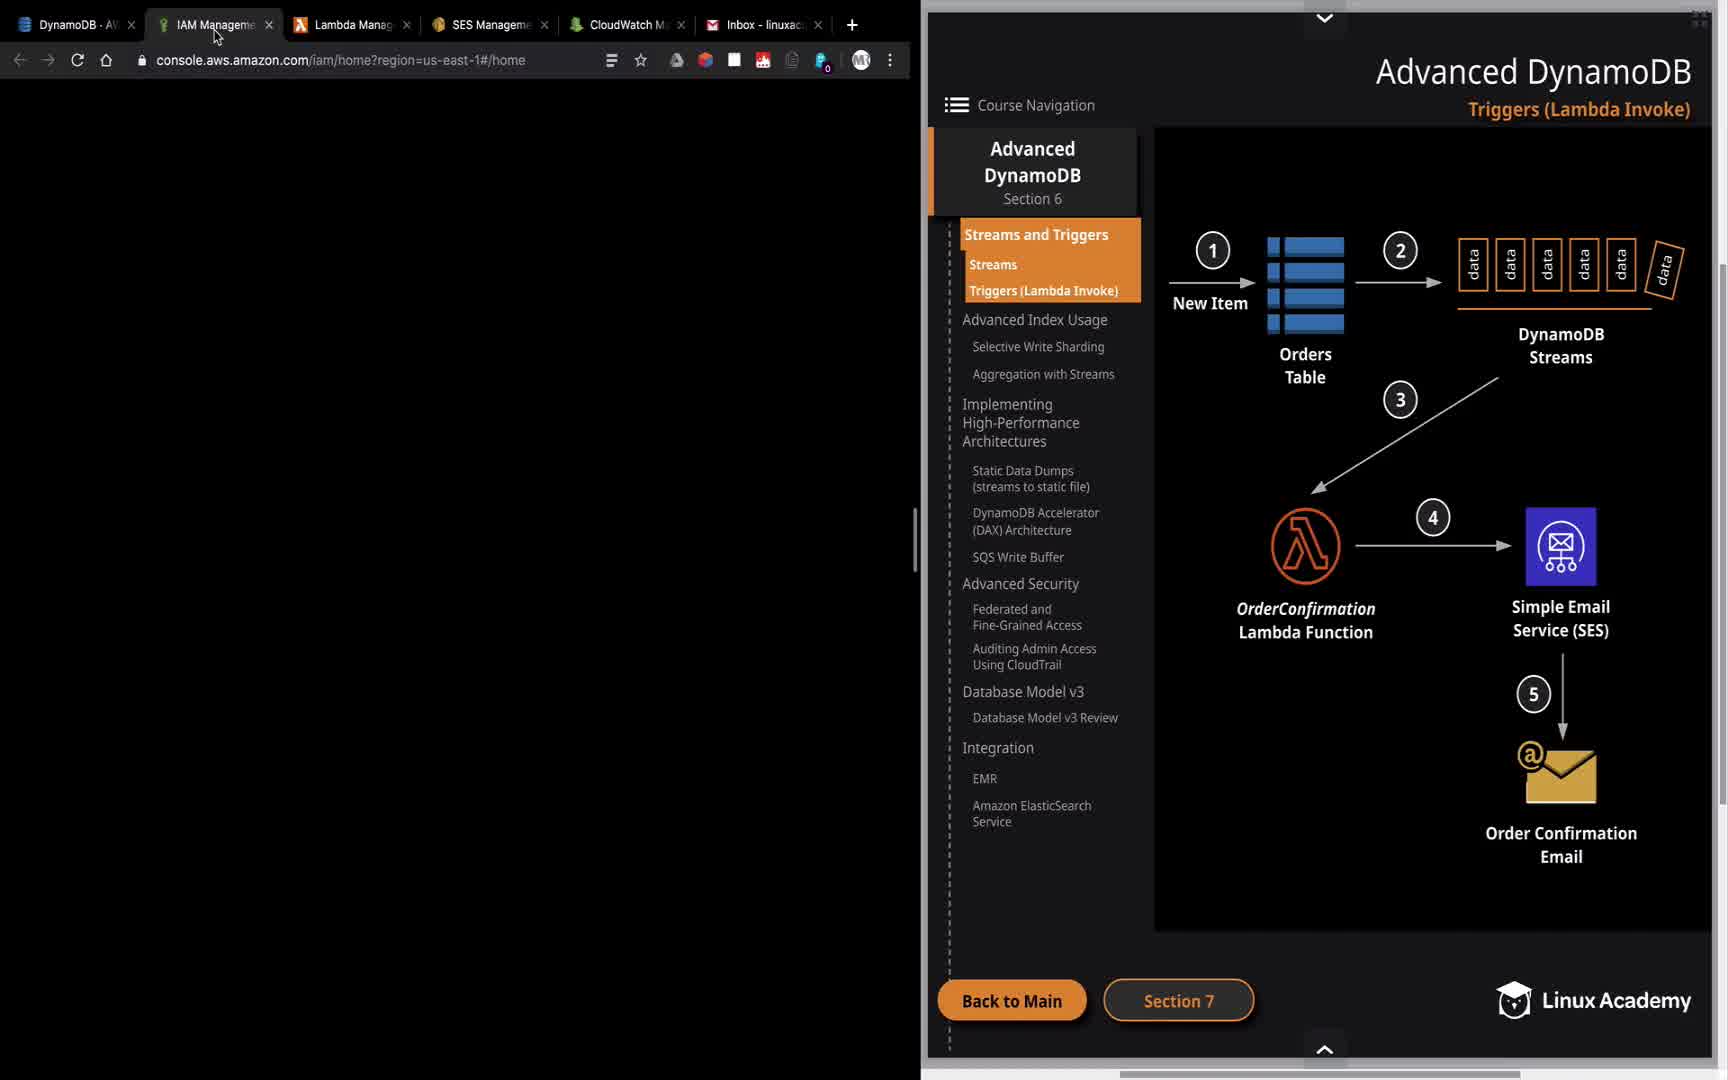 DynamoDB - AW
IAM Manageme
Lambda Manag
SES Manageme
CloudWatch M
Inbox - linuxac
console.aws.amazon.com/iam/home?region=us-east-1#/home
0
Advanced DynamoDB
Triggers (Lambda Invoke)
Course Navigation
Advanced
DynamoDB
Section 6
Streams and Triggers
Streams
Triggers (Lambda Invoke)
Advanced Index Usage
Selective Write Sharding
Aggregation with Streams
Implementing
High-Performance
Architectures
Static Data Dumps
(streams to static file)
DynamoDB Accelerator
(DAX) Architecture
SQS Write Buffer
Advanced Security
Federated and
Fine-Grained Access
Auditing Admin Access
Using CloudTrail
Database Model v3
Database Model v3 Review
Integration
EMR
Amazon ElasticSearch
Service
1
New Item
Orders
Table
2
data
data
data
data
data
data
DynamoDB
Streams
3
OrderConfirmation
Lambda Function
4
Simple Email
Service (SES)
5
@
Order Confirmation
Email
Back to Main
Section 7
Linux Academy